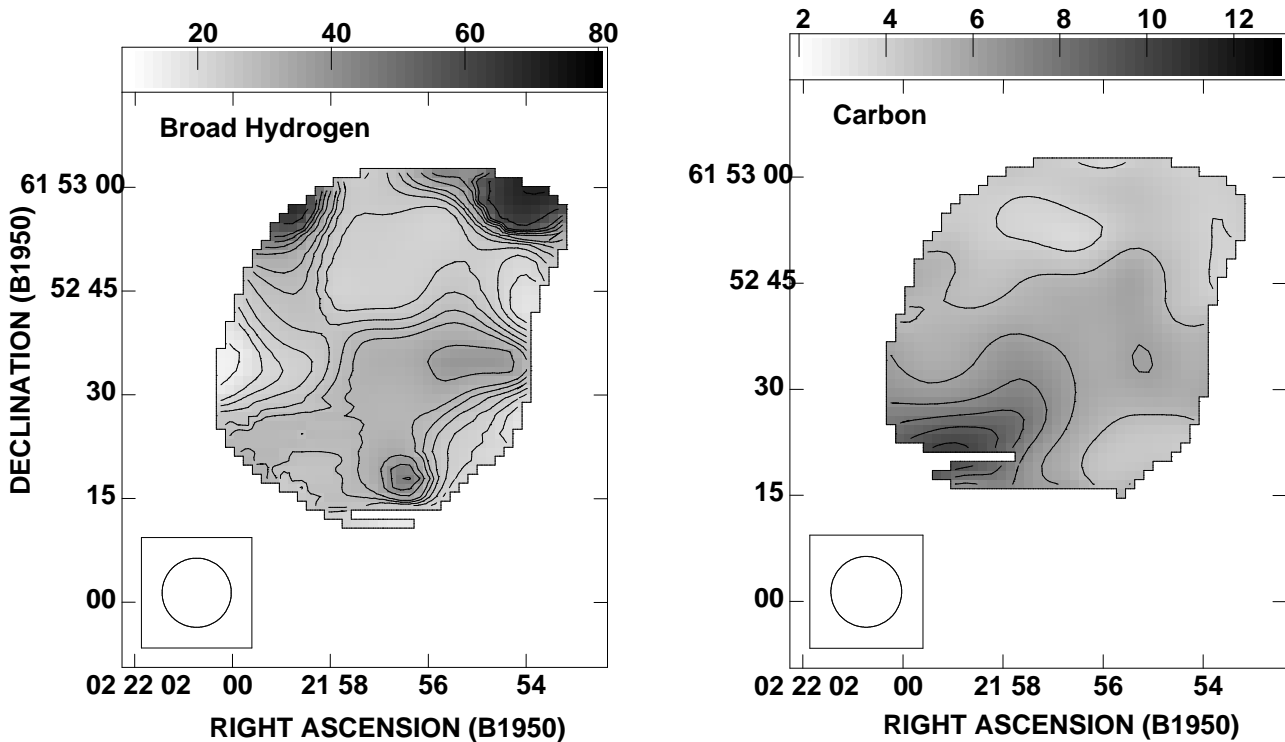 20 40 60 80
Broad Hydrogen
DECLINATION (B1950)
61 53 00
52 45
30
15
00
02 22 02 00 21 58 56 54
RIGHT ASCENSION (B1950)
2 4 6 8 10 12
Carbon
61 53 00
52 45
30
15
00
02 22 02 00 21 58 56 54
RIGHT ASCENSION (B1950)